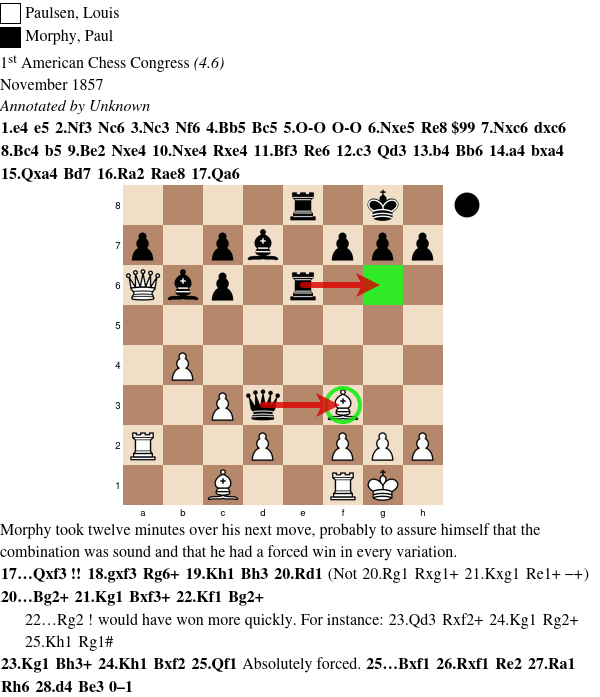 Paulsen, Louis
Morphy, Paul
1st American Chess Congress (4.6)
November 1857
Annotated by Unknown
1.e4 e5 2.Nf3 Nc6 3.Nc3 Nf6 4.Bb5 Bc5 5.O-O O-O 6.Nxe5 Re8 $99 7.Nxc6 dxc6
8.Bc4 b5 9.Be2 Nxe4 10.Nxe4 Rxe4 11.Bf3 Re6 12.c3 Qd3 13.b4 Bb6 14.a4 bxa4
15.Qxa4 Bd7 16.Ra2 Rae8 17.Qa6
8
7
6
5
4
3
2
1
a b c d e f g h
Morphy took twelve minutes over his next move, probably to assure himself that the
combination was sound and that he had a forced win in every variation.
17…Qxf3 !! 18.gxf3 Rg6+ 19.Kh1 Bh3 20.Rd1 (Not 20.Rg1 Rxg1+ 21.Kxg1 Re1+ −+)
20…Bg2+ 21.Kg1 Bxf3+ 22.Kf1 Bg2+
22…Rg2 ! would have won more quickly. For instance: 23.Qd3 Rxf2+ 24.Kg1 Rg2+
25.Kh1 Rg1#
23.Kg1 Bh3+ 24.Kh1 Bxf2 25.Qf1 Absolutely forced. 25…Bxf1 26.Rxf1 Re2 27.Ra1
Rh6 28.d4 Be3 0–1